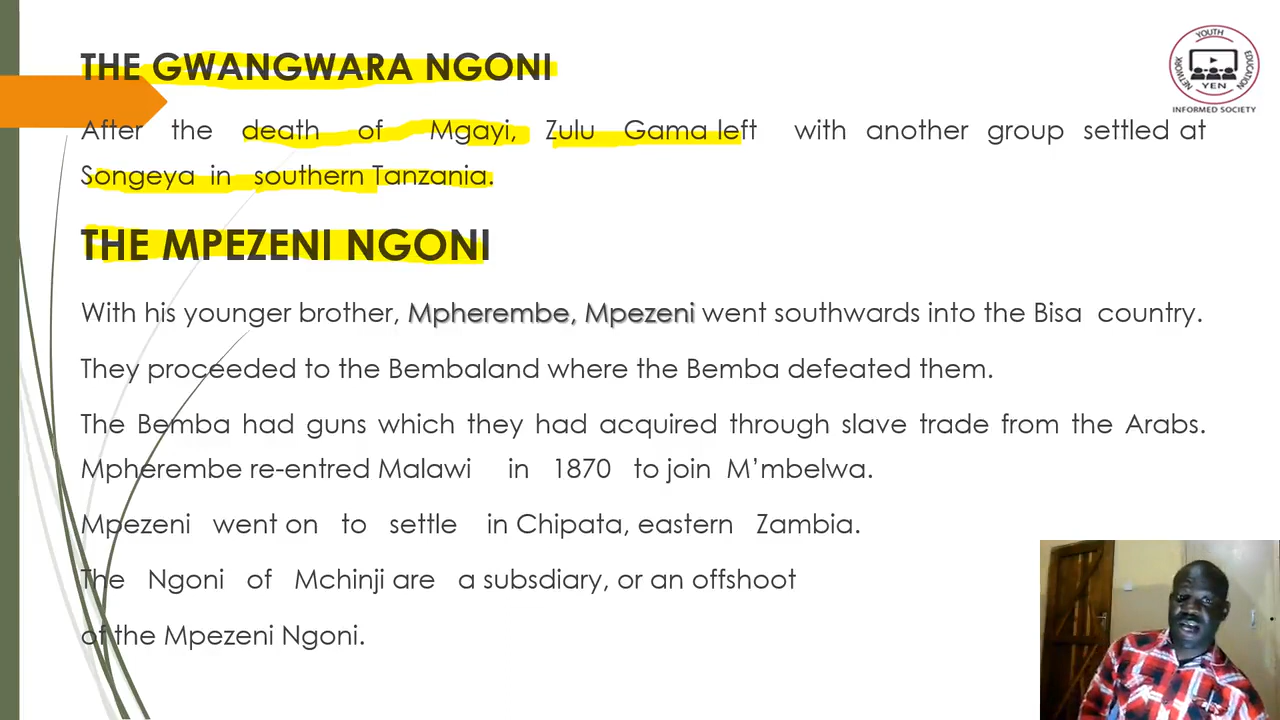 THE GWANGWARA NGONI
After the death of Mgayi, Zulu Gama left with another group settled at
Songeya in southern Tanzania.
THE MPEZENI NGONI
With his younger brother, Mpherembe, Mpezeni went southwards into the Bisa country.
They proceeded to the Bembaland where the Bemba defeated them.
The Bemba had guns which they had acquired through slave trade from the Arabs.
Mpherembe re-entred Malawi in 1870 to join M’mbelwa.
Mpezeni went on to settle in Chipata, eastern Zambia.
The Ngoni of Mchinji are a subsdiary, or an offshoot
of the Mpezeni Ngoni.
YOUTH
EDUCATION
NETWORK
YEN
INFORMED SOCIETY